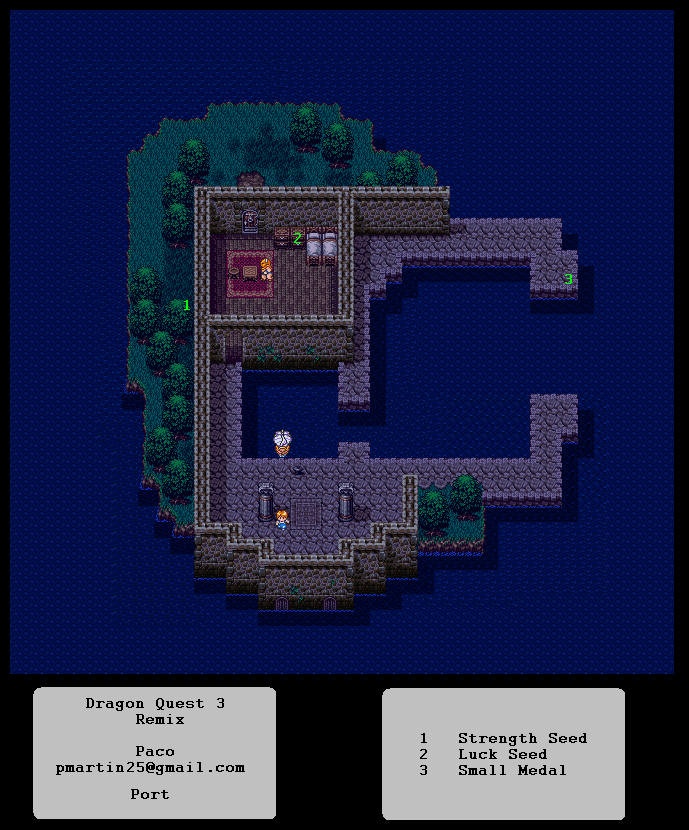 2
3
1
Dragon Quest 3
Remix
Paco
pmartin25@gmail.com
Port
1 Strength Seed
2 Luck Seed
3 Small Medal